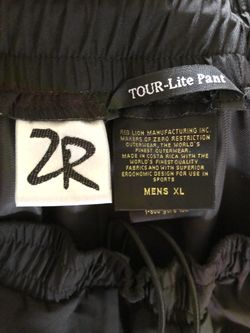 TOUR-Lite Pant
ZR
RED LION MANUFACTURING INC.
MAKERS OF ZERO RESTRICTION
OUTERWEAR, THE WORLD'S
FINEST OUTERWEAR.
MADE IN COSTA RICA WITH THE
WORLD'S FINEST QUALITY
FABRICS AND WITH SUPERIOR
ERGONOMIC DESIGN FOR USE IN
SPORTS
MENS XL